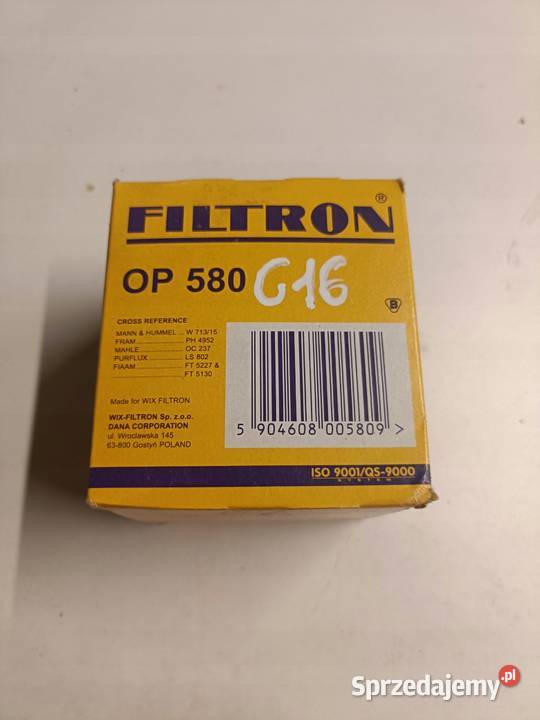 FILTRON ®
OP 580 G16
B
CROSS REFERENCE
MANN & HUMMEL ... W 713/15
FRAM ............... PH 4952
MAHLE ............... OC 237
PURFLUX ............ LS 802
FIAAM ............ FT 5227 &
............ FT 5130
Made for WIX FILTRON
WIX-FILTRON Sp. z.o.o.
DANA CORPORATION
ul. Wrocławska 145
63-800 Gostyń POLAND
5 904608 005809 >
ISO 9001/QS-9000
SYSTEM
Sprzedajemy.pl